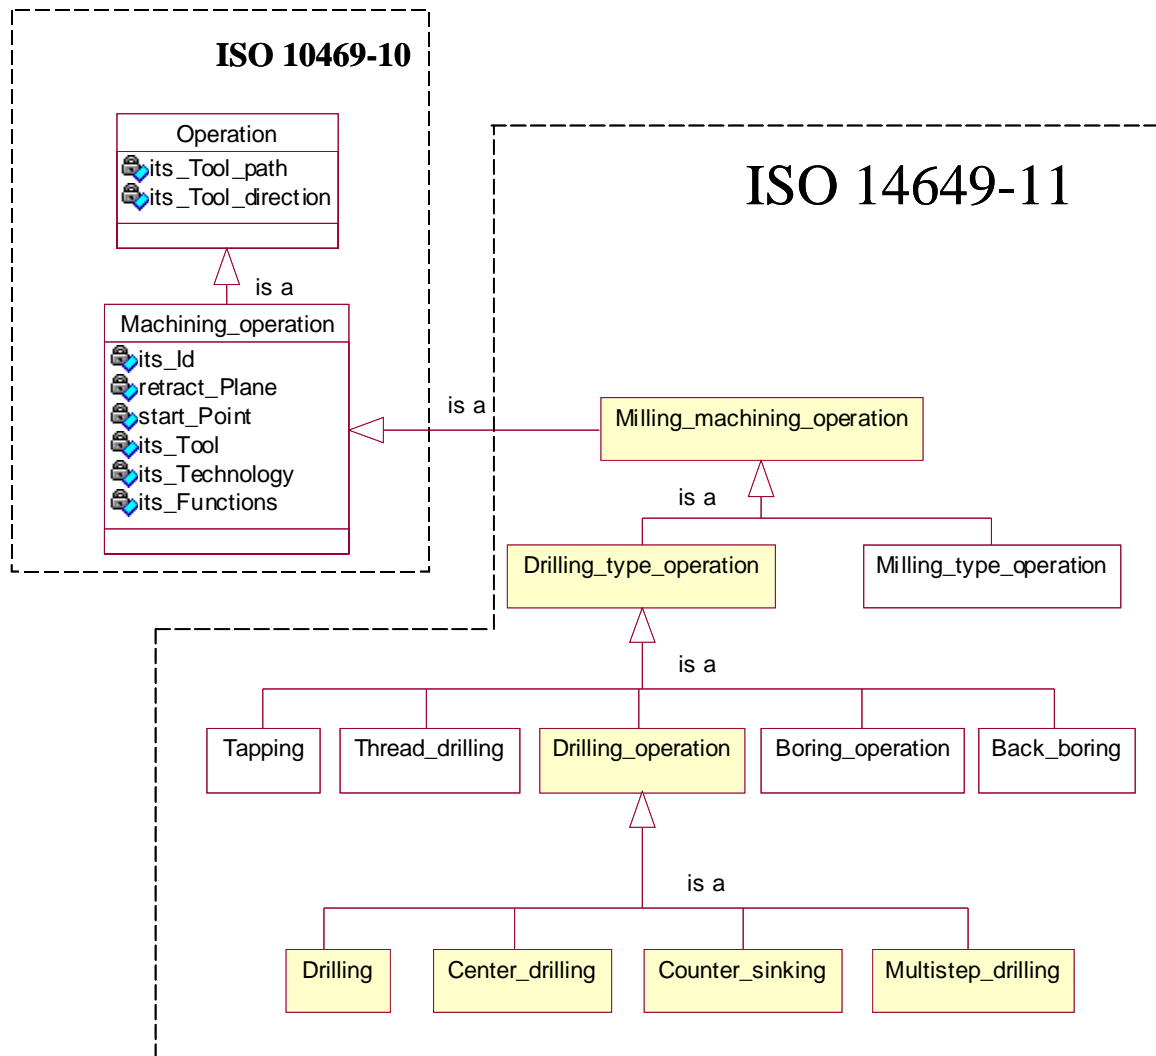 ISO 10469-10
Operation
its_Tool_path
its_Tool_direction
is a
Machining_operation
its_Id
retract_Plane
start_Point
its_Tool
its_Technology
its_Functions
ISO 14649-11
is a
Milling_machining_operation
is a
Drilling_type_operation
Milling_type_operation
is a
Tapping
Thread_drilling
Drilling_operation
Boring_operation
Back_boring
is a
Drilling
Center_drilling
Counter_sinking
Multistep_drilling